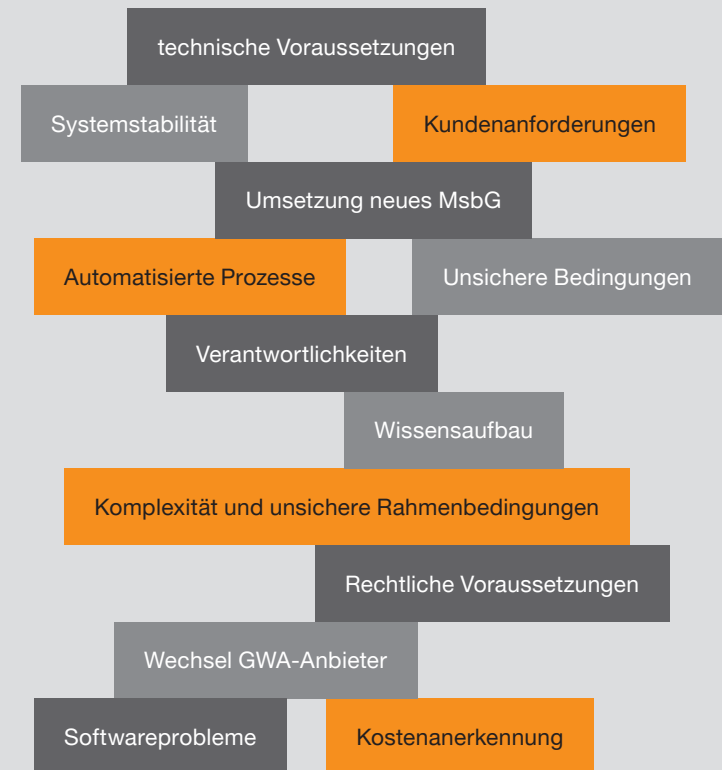 technische Voraussetzungen
Systemstabilität
Kundenanforderungen
Umsetzung neues MsbG
Automatisierte Prozesse
Unsichere Bedingungen
Verantwortlichkeiten
Wissensaufbau
Komplexität und unsichere Rahmenbedingungen
Rechtliche Voraussetzungen
Wechsel GWA-Anbieter
Softwareprobleme
Kostenanerkennung